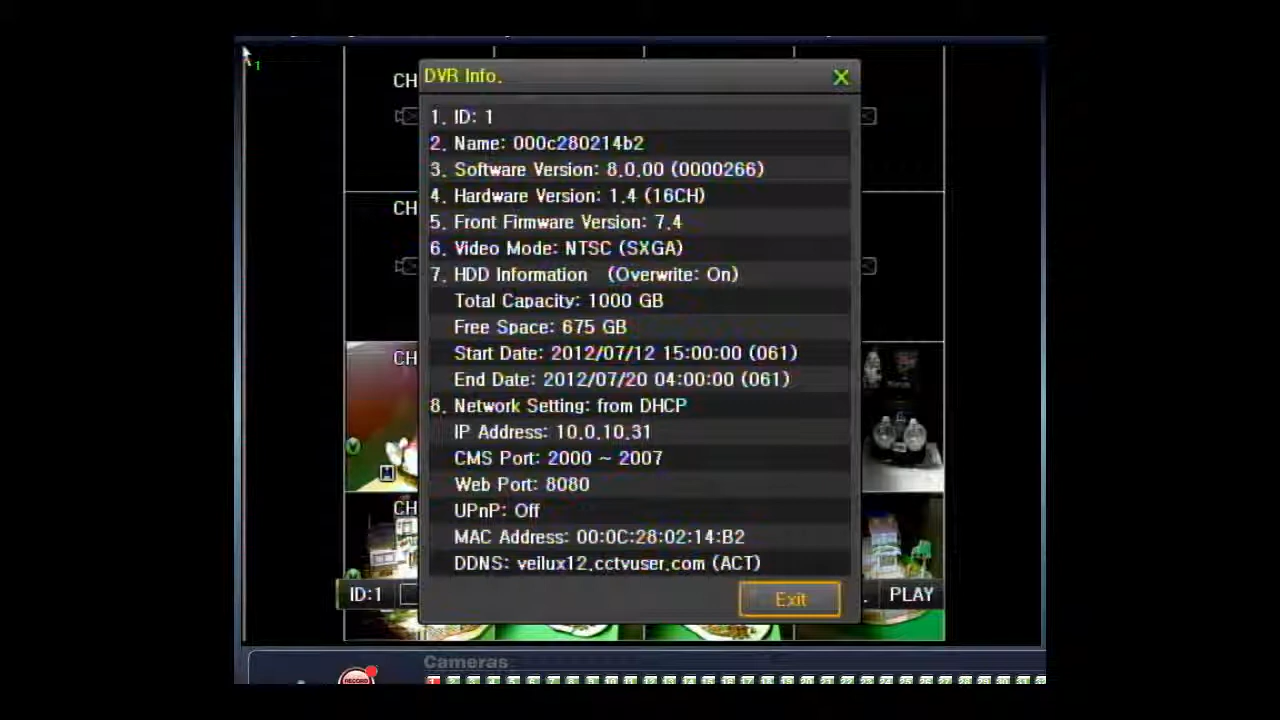 1
CH
DVR Info.
X
1. ID: 1
2. Name: 000c280214b2
3. Software Version: 8.0.00 (0000266)
CH
4. Hardware Version: 1.4 (16CH)
5. Front Firmware Version: 7.4
6. Video Mode: NTSC (SXGA)
7. HDD Information (Overwrite: On)
Total Capacity: 1000 GB
Free Space: 675 GB
CH
Start Date: 2012/07/12 15:00:00 (061)
End Date: 2012/07/20 04:00:00 (061)
8. Network Setting: from DHCP
IP Address: 10.0.10.31
CMS Port: 2000 ~ 2007
M
Web Port: 8080
CH
UPnP: Off
MAC Address: 00:0C:28:02:14:B2
DDNS: veilux12.cctvuser.com (ACT)
ID:1
Exit
PLAY
Cameras
RECORD